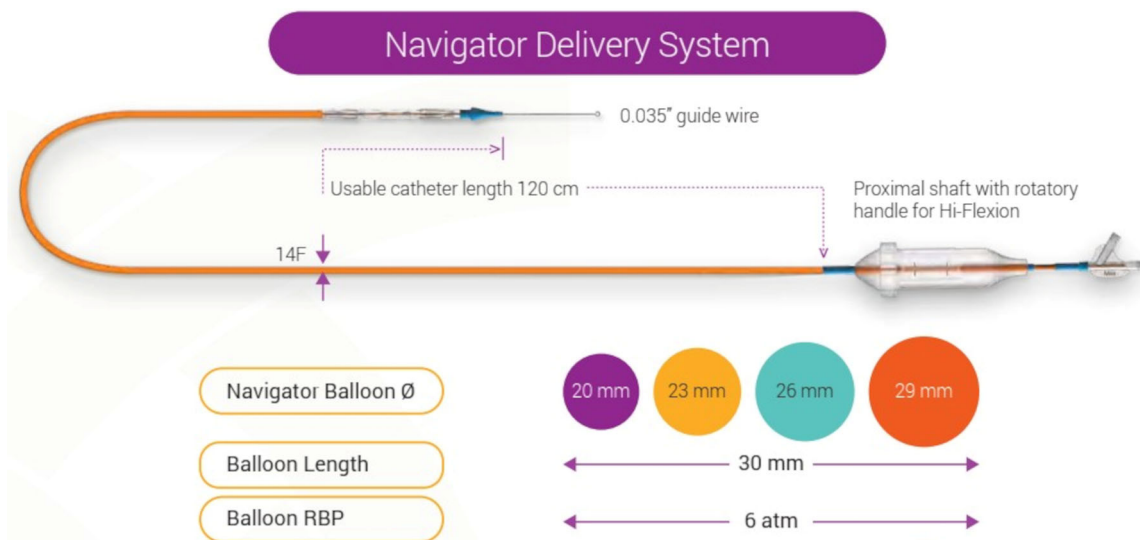 Navigator Delivery System
0.035" guide wire
Usable catheter length 120 cm
Proximal shaft with rotatory
handle for Hi-Flexion
14F
Navigator Balloon Ø
20 mm
23 mm
26 mm
29 mm
Balloon Length
30 mm
Balloon RBP
6 atm